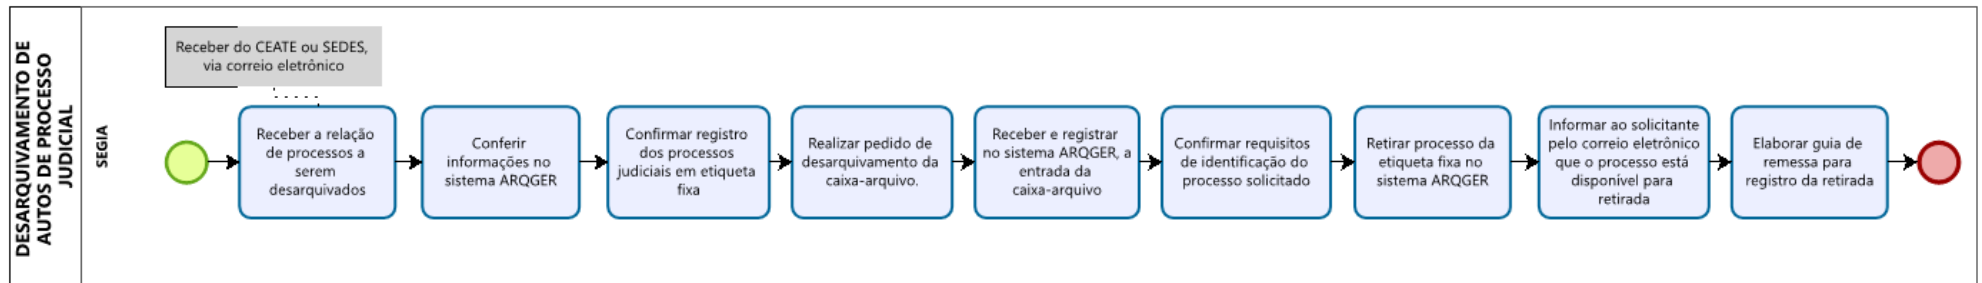 DESARQUIVAMENTO DE
AUTOS DE PROCESSO
JUDICIAL
SEGIA
Receber do CEATE ou SEDES,
via correio eletrônico
Receber a relação
de processos a
serem
desarquivados
Conferir
informações no
sistema ARQGER
Confirmar registro
dos processos
judiciais em etiqueta
fixa
Realizar pedido de
desarquivamento da
caixa-arquivo.
Receber e registrar
no sistema ARQGER, a
entrada da
caixa-arquivo
Confirmar requisitos
de identificação do
processo solicitado
Retirar processo da
etiqueta fixa no
sistema ARQGER
Informar ao solicitante
pelo correio eletrônico
que o processo está
disponível para
retirada
Elaborar guia de
remessa para
registro da retirada